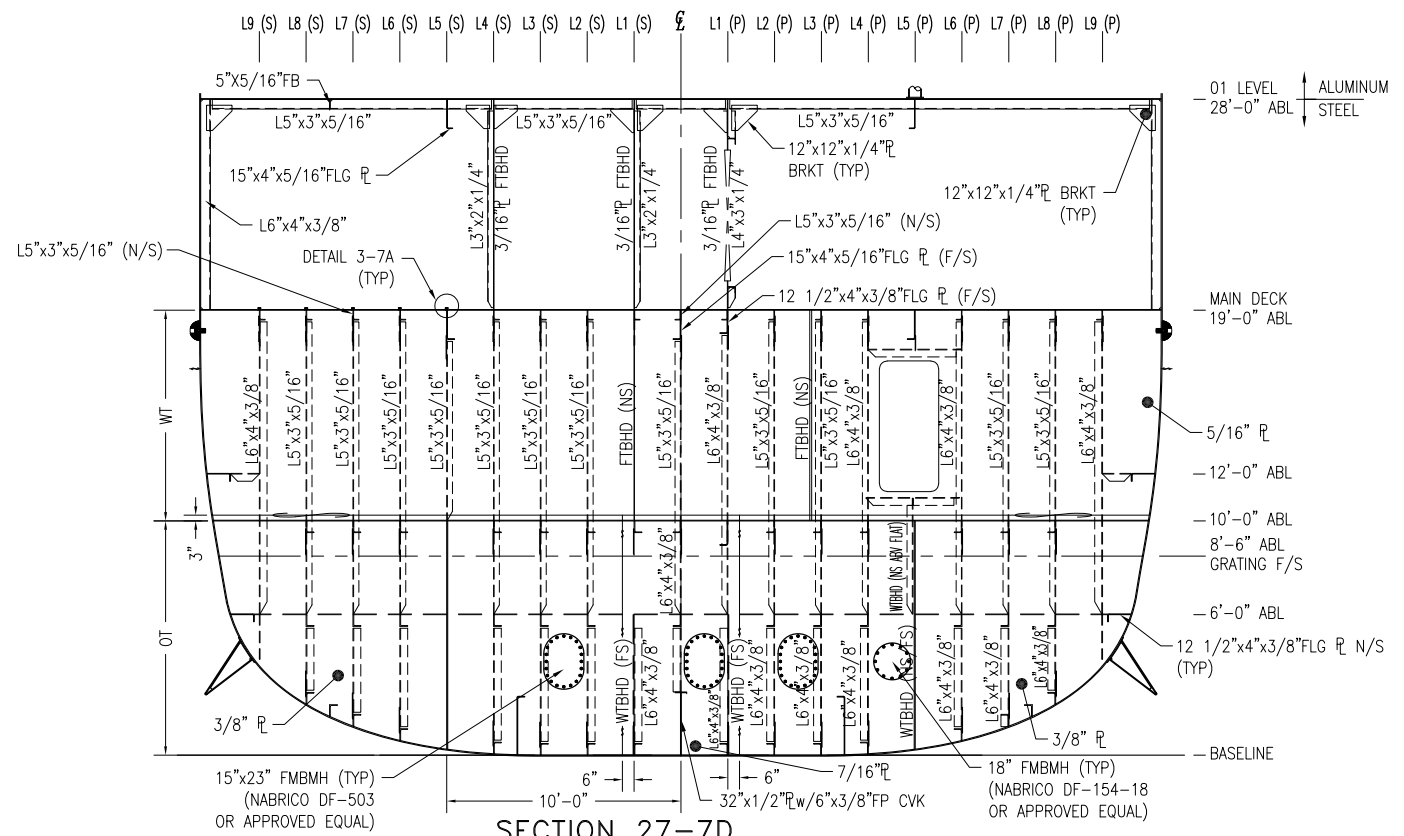 L9 (S) L8 (S) L7 (S) L6 (S) L5 (S) L4 (S) L3 (S) L2 (S) L1 (S) ℄ L1 (P) L2 (P) L3 (P) L4 (P) L5 (P) L6 (P) L7 (P) L8 (P) L9 (P)
5"X5/16"FB
01 LEVEL
28'-0" ABL
ALUMINUM
STEEL
L5"x3"x5/16"
L5"x3"x5/16"
L5"x3"x5/16"
15"x4"x5/16"FLG ⅊
12"x12"x1/4"⅊
BRKT (TYP)
12"x12"x1/4"⅊ BRKT
(TYP)
L3"x2"x1/4"
3/16"⅊ FTBHD
3/16"⅊ FTBHD
L3"x2"x1/4"
3/16"⅊ FTBHD
L4"x3"x1/4"
L6"x4"x3/8"
L5"x3"x5/16" (N/S)
DETAIL 3-7A
(TYP)
L5"x3"x5/16" (N/S)
15"x4"x5/16"FLG ⅊ (F/S)
12 1/2"x4"x3/8"FLG ⅊ (F/S)
MAIN DECK
19'-0" ABL
WT
L6"x4"x3/8"
L5"x3"x5/16"
L5"x3"x5/16"
L5"x3"x5/16"
L5"x3"x5/16"
L5"x3"x5/16"
L5"x3"x5/16"
L5"x3"x5/16"
FTBHD (NS)
L5"x3"x5/16"
L6"x4"x3/8"
L5"x3"x5/16"
FTBHD (NS)
L5"x3"x5/16
L6"x4"x3/8"
L6"x4"x3/8"
L5"x3"x5/16"
L5"x3"x5/16"
L6"x4"x3/8"
5/16" ⅊
12'-0" ABL
10'-0" ABL
8'-6" ABL
GRATING F/S
6'-0" ABL
3"
OT
L6"x4"x3/8"
WTBHD (NS ABV FLAT)
12 1/2"x4"x3/8"FLG ⅊ N/S
(TYP)
WTBHD (FS)
L6"x4"x3/8"
L6"x4"x3/8"
WTBHD (FS)
L6"x4"x3/8"
L6"x4"x3/8"
L6"x4"x3/8"
WTBHD (NS/FS)
L6"x4"x3/8"
L6"x4"x3/8"
L6"x4"x3/8"
3/8" ⅊
3/8" ⅊
BASELINE
15"x23" FMBMH (TYP)
(NABRICO DF-503
OR APPROVED EQUAL)
6"
10'-0"
7/16"⅊
6"
32"x1/2"⅊w/6"x3/8"FP CVK
18" FMBMH (TYP)
(NABRICO DF-154-18
OR APPROVED EQUAL)
SECTION 27-7D